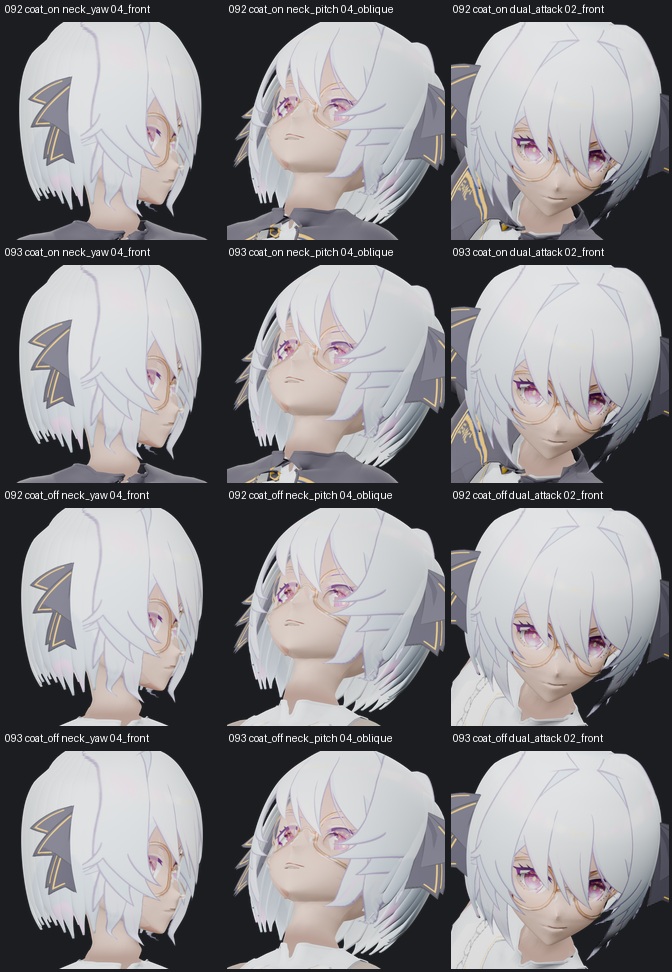 092 coat_on neck_yaw 04_front
092 coat_on neck_pitch 04_oblique
092 coat_on dual_attack 02_front
093 coat_on neck_yaw 04_front
093 coat_on neck_pitch 04_oblique
093 coat_on dual_attack 02_front
092 coat_off neck_yaw 04_front
092 coat_off neck_pitch 04_oblique
092 coat_off dual_attack 02_front
093 coat_off neck_yaw 04_front
093 coat_off neck_pitch 04_oblique
093 coat_off dual_attack 02_front